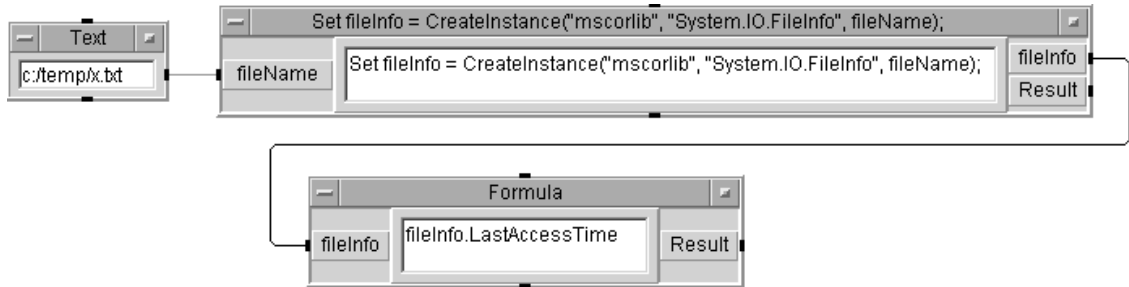 Text
c:/temp/x.txt
Set fileInfo = CreateInstance("mscorlib", "System.IO.FileInfo", fileName);
fileName
Set fileInfo = CreateInstance("mscorlib", "System.IO.FileInfo", fileName);
fileInfo
Result
Formula
fileInfo
fileInfo.LastAccessTime
Result